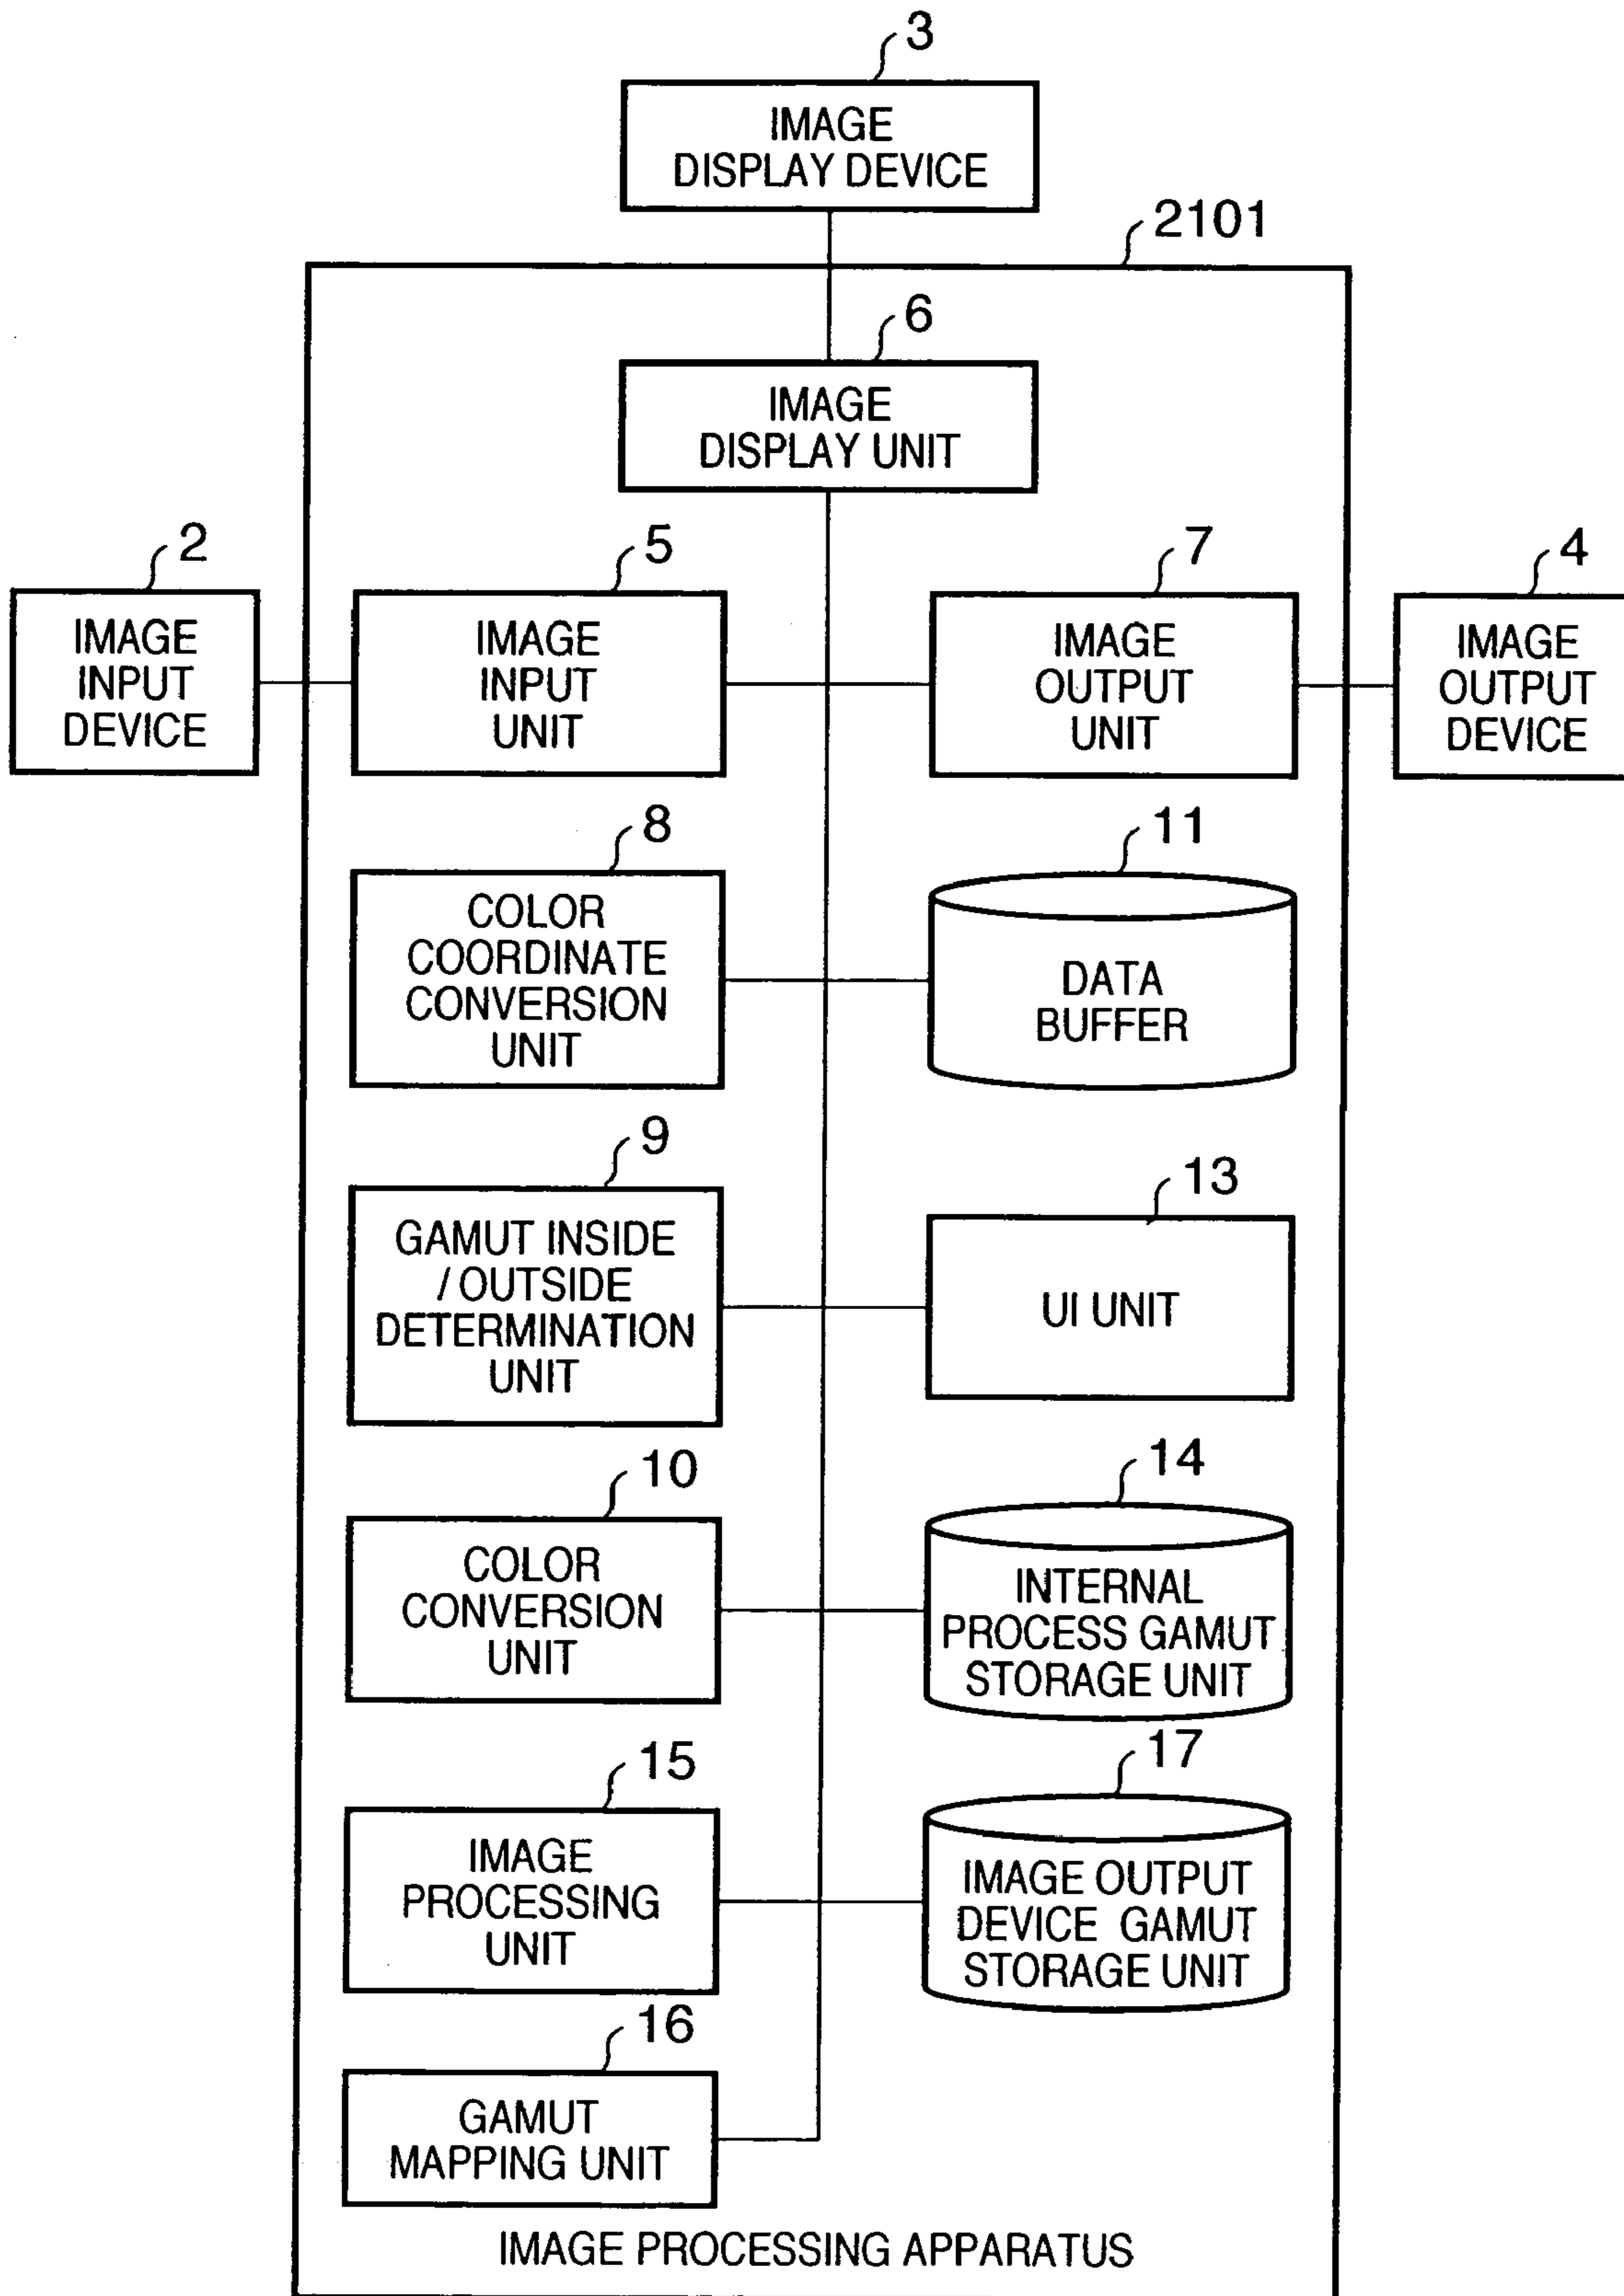 3
IMAGE
DISPLAY DEVICE
2101
6
IMAGE
DISPLAY UNIT
2
IMAGE
INPUT
DEVICE
5
IMAGE
INPUT
UNIT
7
IMAGE
OUTPUT
UNIT
4
IMAGE
OUTPUT
DEVICE
8
COLOR
COORDINATE
CONVERSION
UNIT
11
DATA
BUFFER
9
GAMUT INSIDE
/ OUTSIDE
DETERMINATION
UNIT
13
UI UNIT
10
COLOR
CONVERSION
UNIT
14
INTERNAL
PROCESS GAMUT
STORAGE UNIT
15
IMAGE
PROCESSING
UNIT
17
IMAGE OUTPUT
DEVICE GAMUT
STORAGE UNIT
16
GAMUT
MAPPING UNIT
IMAGE PROCESSING APPARATUS